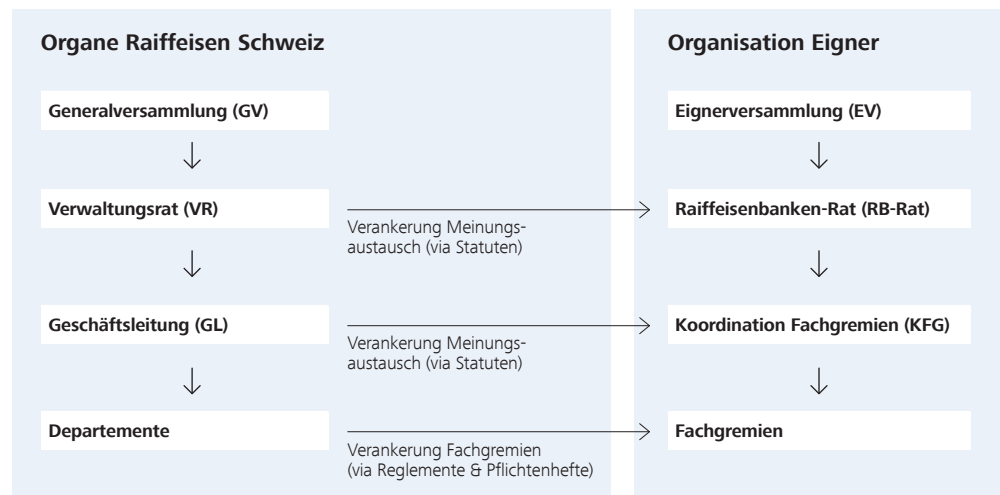 Organe Raiffeisen Schweiz
Organisation Eigner
Generalversammlung (GV)
Eignerversammlung (EV)
Verwaltungsrat (VR)
Verankerung Meinungs-
austausch (via Statuten)
Raiffeisenbanken-Rat (RB-Rat)
Geschäftsleitung (GL)
Verankerung Meinungs-
austausch (via Statuten)
Koordination Fachgremien (KFG)
Departemente
Verankerung Fachgremien
(via Reglemente & Pflichtenhefte)
Fachgremien